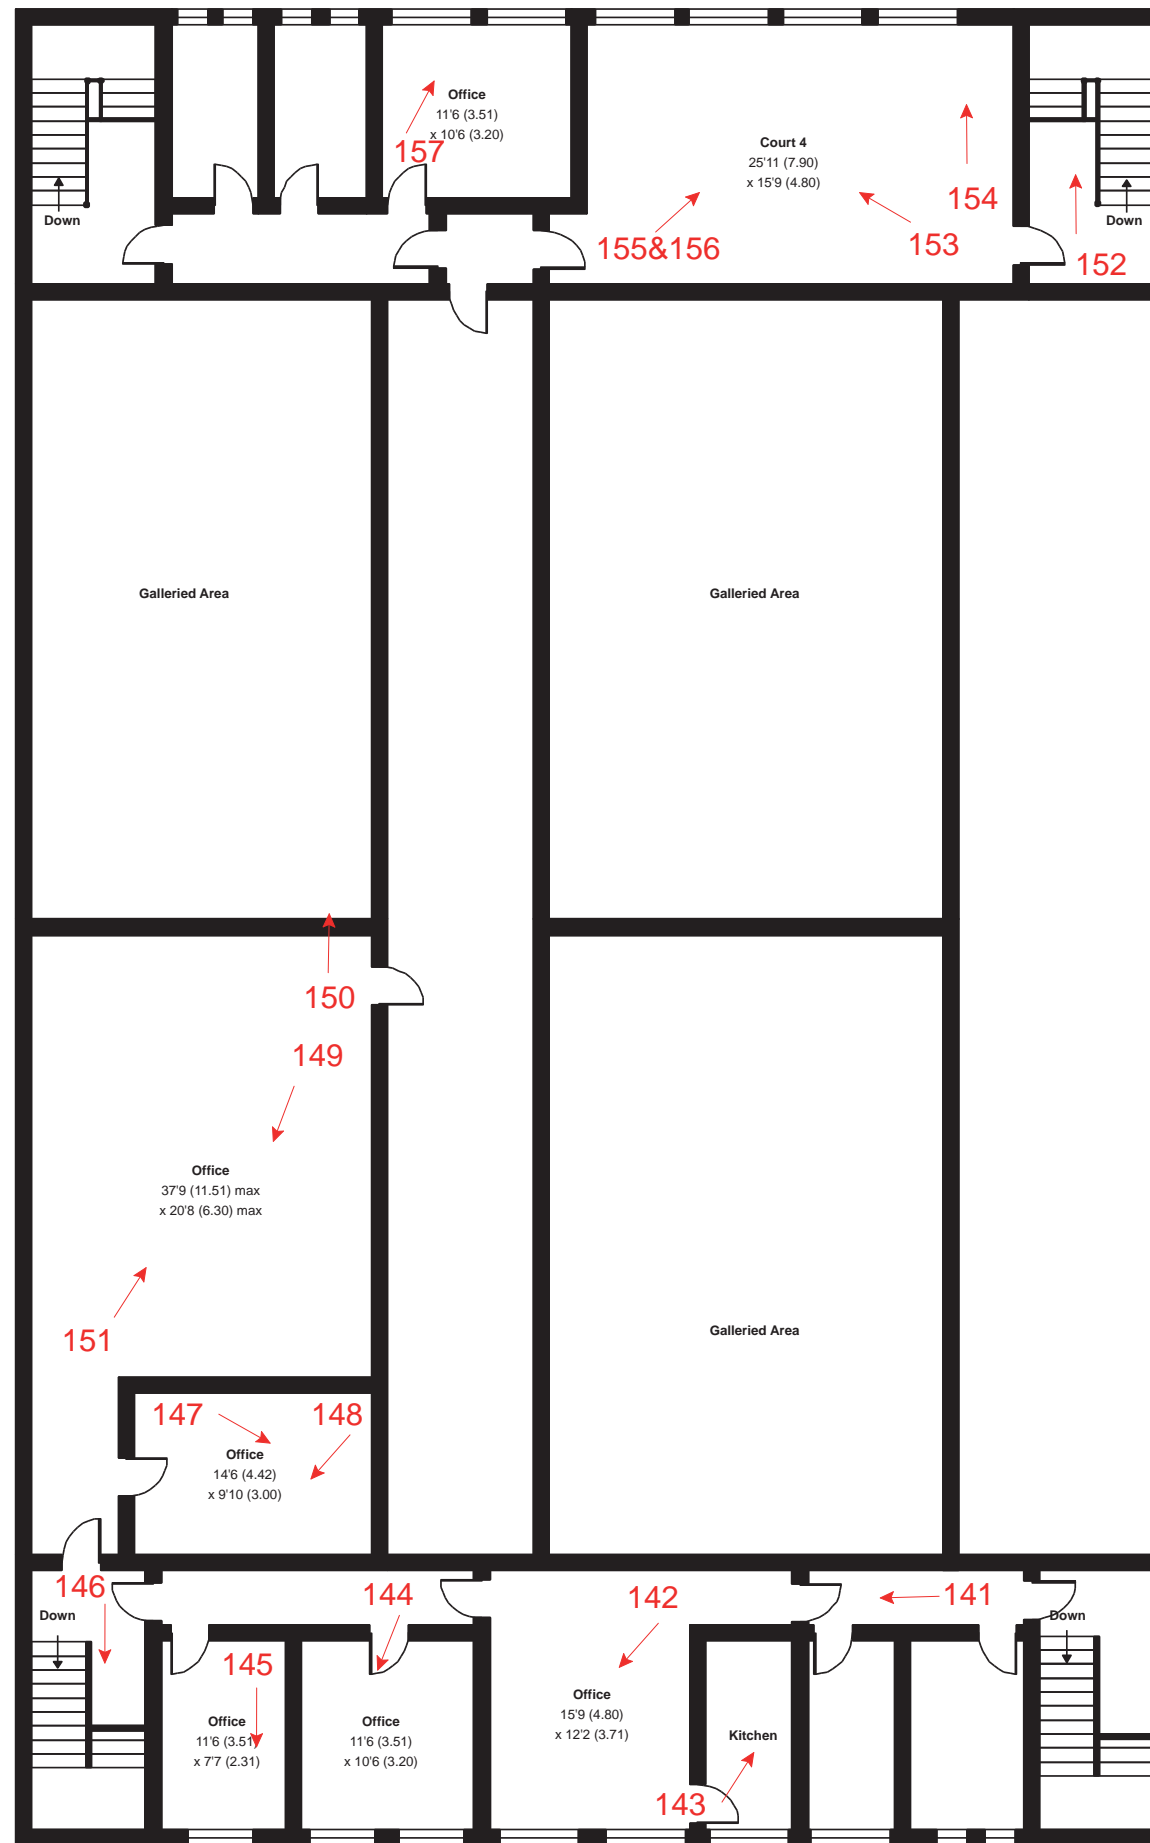 Office
11'6 (3.51)
x 10'6 (3.20)
157
Court 4
25'11 (7.90)
x 15'9 (4.80)
154
Down
Down
155&156
153
152
Galleried Area
Galleried Area
150
149
Office
37'9 (11.51) max
x 20'8 (6.30) max
151
Galleried Area
147
148
Office
14'6 (4.42)
x 9'10 (3.00)
146
144
142
141
Down
Down
145
Office
11'6 (3.51)
x 7'7 (2.31)
Office
11'6 (3.51)
x 10'6 (3.20)
Office
15'9 (4.80)
x 12'2 (3.71)
Kitchen
143